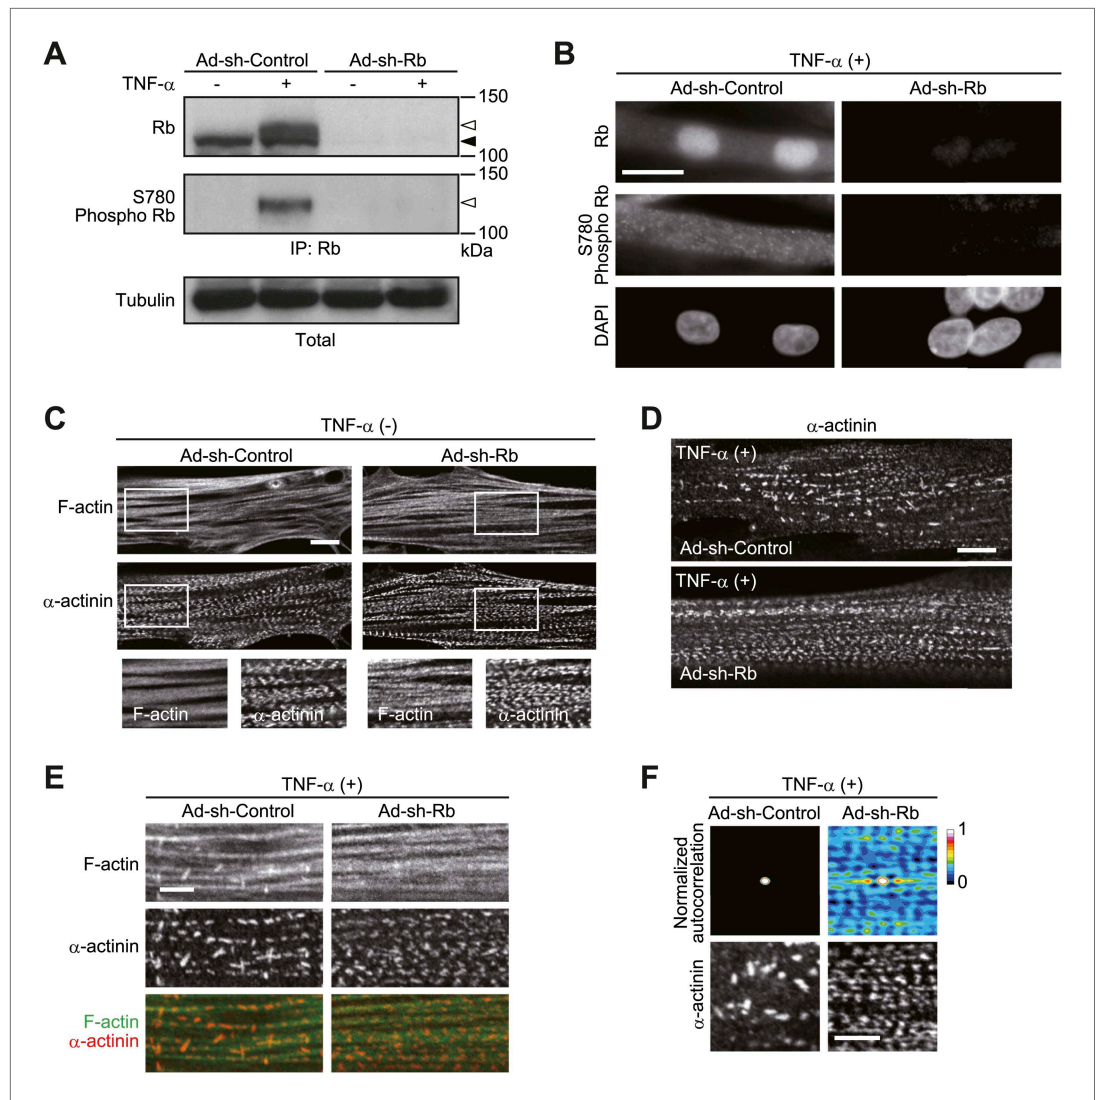 A
Ad-sh-Control Ad-sh-Rb
TNF-α - + - +
150
Rb
100
150
S780
Phospho Rb
100
IP: Rb kDa
Tubulin
Total
B
TNF-α (+)
Ad-sh-Control Ad-sh-Rb
Rb
S780
Phospho Rb
DAPI
C
TNF-α (-)
Ad-sh-Control Ad-sh-Rb
F-actin
α-actinin
F-actin α-actinin F-actin α-actinin
D
α-actinin
TNF-α (+)
Ad-sh-Control
TNF-α (+)
Ad-sh-Rb
E
TNF-α (+)
Ad-sh-Control Ad-sh-Rb
F-actin
α-actinin
F-actin
α-actinin
F
TNF-α (+)
Ad-sh-Control Ad-sh-Rb
Normalized
autocorrelation
1
0
α-actinin